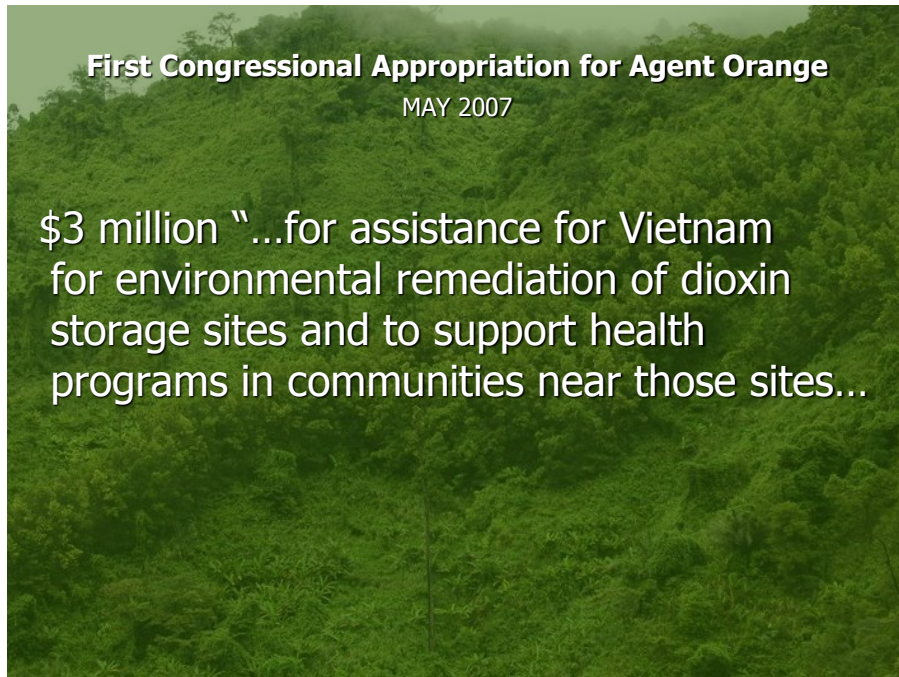 First Congressional Appropriation for Agent Orange
MAY 2007
$3 million “…for assistance for Vietnam
for environmental remediation of dioxin
storage sites and to support health
programs in communities near those sites…